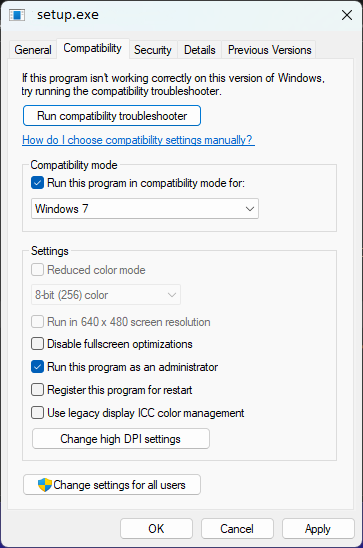 setup.exe
General
Compatibility
Security
Details
Previous Versions
If this program isn't working correctly on this version of Windows,
try running the compatibility troubleshooter.
Run compatibility troubleshooter
How do I choose compatibility settings manually?
Compatibility mode
Run this program in compatibility mode for:
Windows 7
Settings
Reduced color mode
8-bit (256) color
Run in 640 x 480 screen resolution
Disable fullscreen optimizations
Run this program as an administrator
Register this program for restart
Use legacy display ICC color management
Change high DPI settings
Change settings for all users
OK
Cancel
Apply